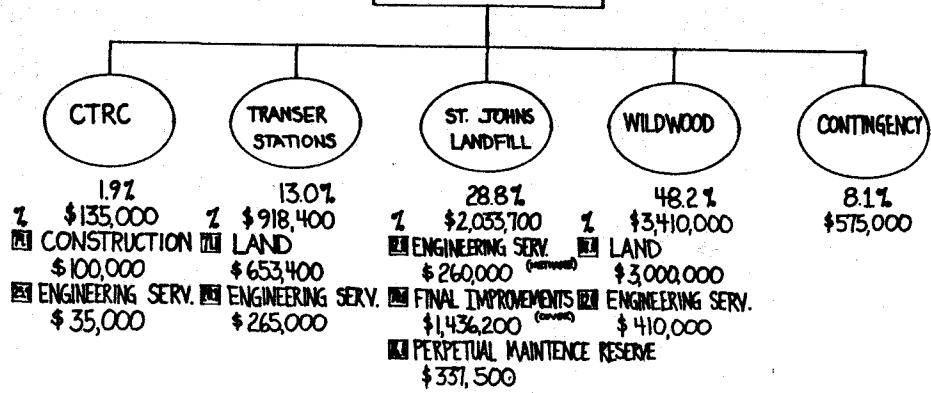 CTRC
1.9%
$135,000
%
CONSTRUCTION
$100,000
ENGINEERING SERV.
$35,000
TRANSER
STATIONS
13.0%
$918,400
%
LAND
$653,400
ENGINEERING SERV.
$265,000
ST. JOHNS
LANDFILL
28.8%
$2,033,700
%
ENGINEERING SERV.
$260,000
FINAL IMPROVEMENTS
$1,436,200
PERPETUAL MAINTENCE RESERVE
$337,500
WILDWOOD
48.2%
$3,410,000
%
LAND
$3,000,000
ENGINEERING SERV.
$410,000
CONTINGENCY
8.1%
$575,000